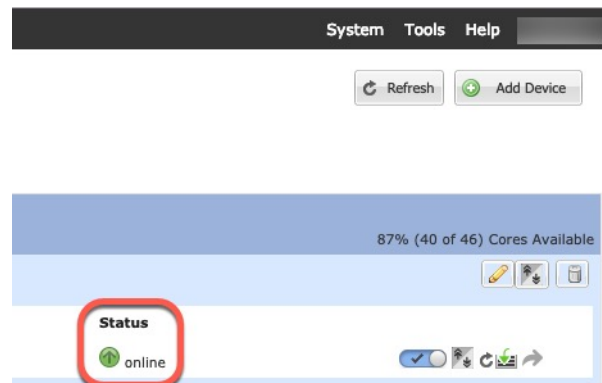 System Tools Help
Refresh Add Device
87% (40 of 46) Cores Available
Status
online